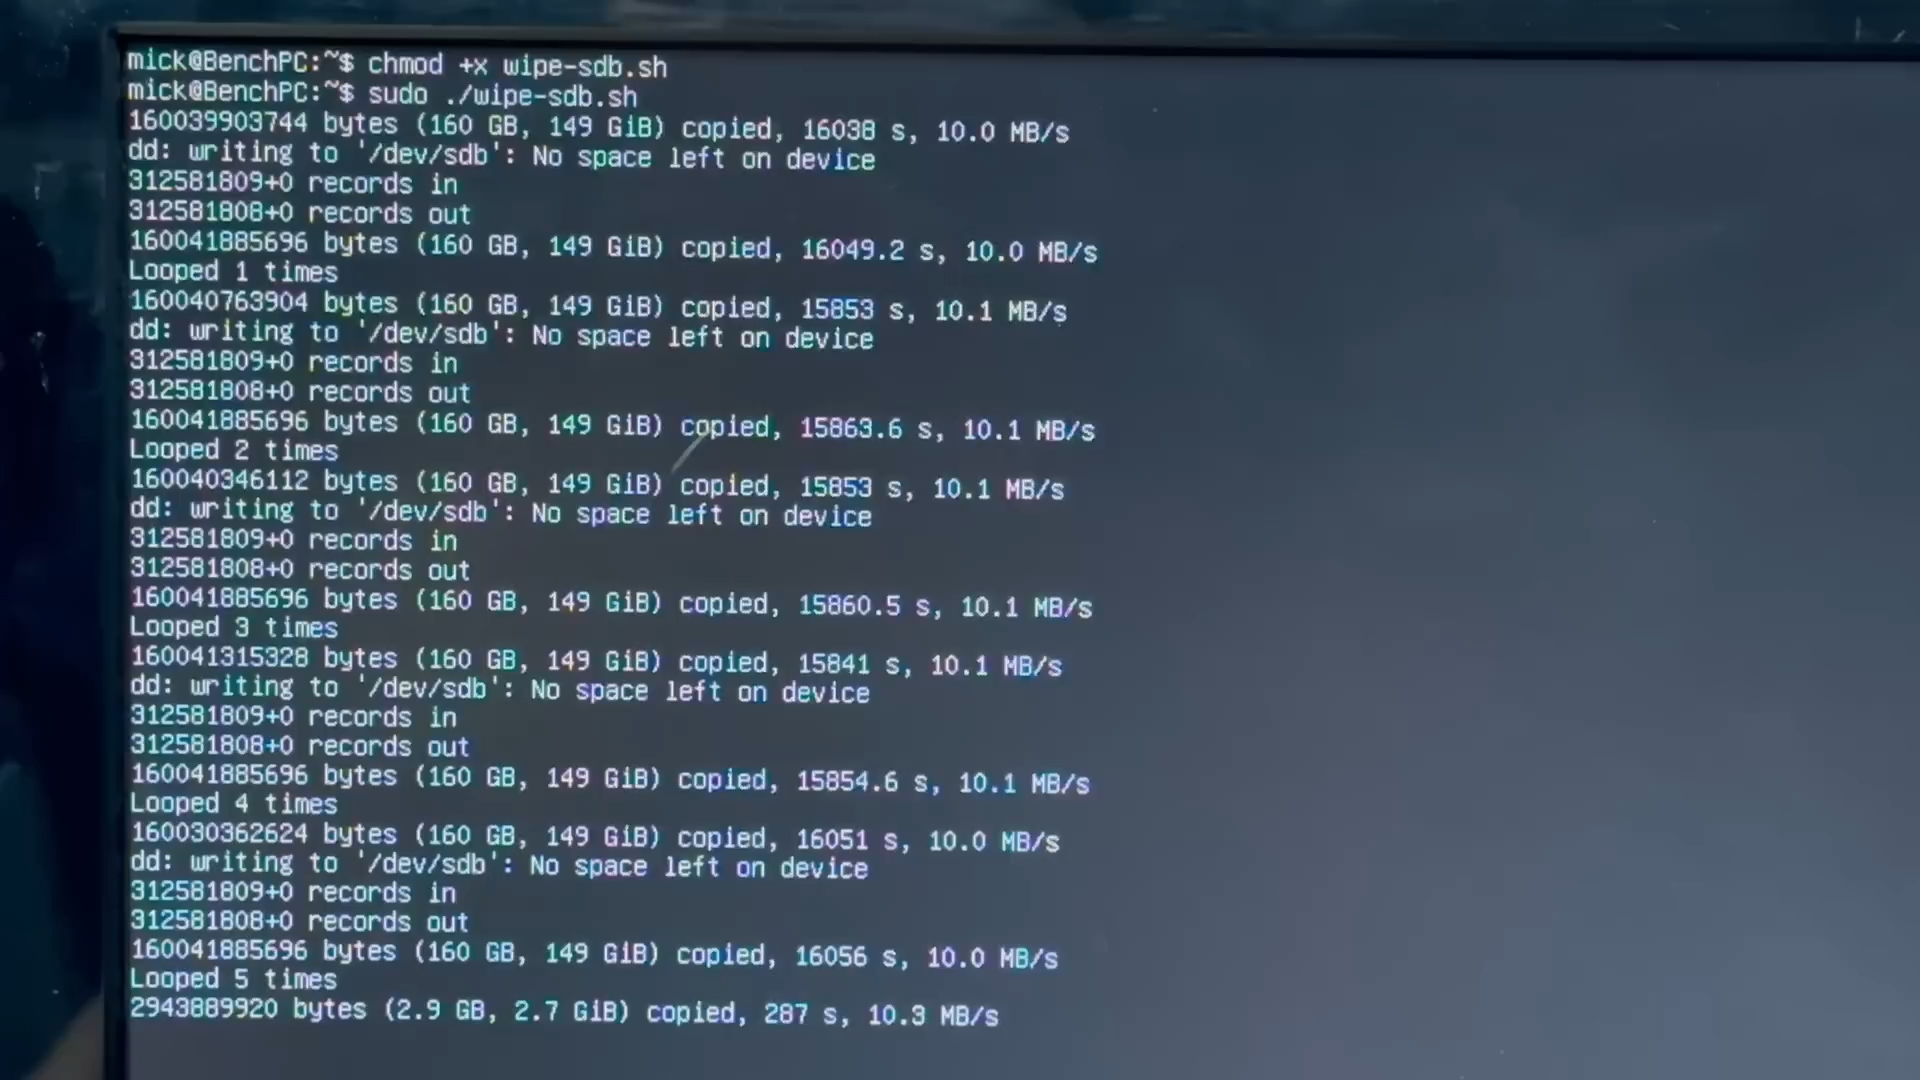 mick@BenchPC:~$ chmod +x wipe-sdb.sh
mick@BenchPC:~$ sudo ./wipe-sdb.sh
160039903744 bytes (160 GB, 149 GiB) copied, 16038 s, 10.0 MB/s
dd: writing to '/dev/sdb': No space left on device
312581809+0 records in
312581808+0 records out
160041885696 bytes (160 GB, 149 GiB) copied, 16049.2 s, 10.0 MB/s
Looped 1 times
160040763904 bytes (160 GB, 149 GiB) copied, 15853 s, 10.1 MB/s
dd: writing to '/dev/sdb': No space left on device
312581809+0 records in
312581808+0 records out
160041885696 bytes (160 GB, 149 GiB) copied, 15863.6 s, 10.1 MB/s
Looped 2 times
160040346112 bytes (160 GB, 149 GiB) copied, 15853 s, 10.1 MB/s
dd: writing to '/dev/sdb': No space left on device
312581809+0 records in
312581808+0 records out
160041885696 bytes (160 GB, 149 GiB) copied, 15860.5 s, 10.1 MB/s
Looped 3 times
160041315328 bytes (160 GB, 149 GiB) copied, 15841 s, 10.1 MB/s
dd: writing to '/dev/sdb': No space left on device
312581809+0 records in
312581808+0 records out
160041885696 bytes (160 GB, 149 GiB) copied, 15854.6 s, 10.1 MB/s
Looped 4 times
160030362624 bytes (160 GB, 149 GiB) copied, 16051 s, 10.0 MB/s
dd: writing to '/dev/sdb': No space left on device
312581809+0 records in
312581808+0 records out
160041885696 bytes (160 GB, 149 GiB) copied, 16056 s, 10.0 MB/s
Looped 5 times
2943889920 bytes (2.9 GB, 2.7 GiB) copied, 287 s, 10.3 MB/s